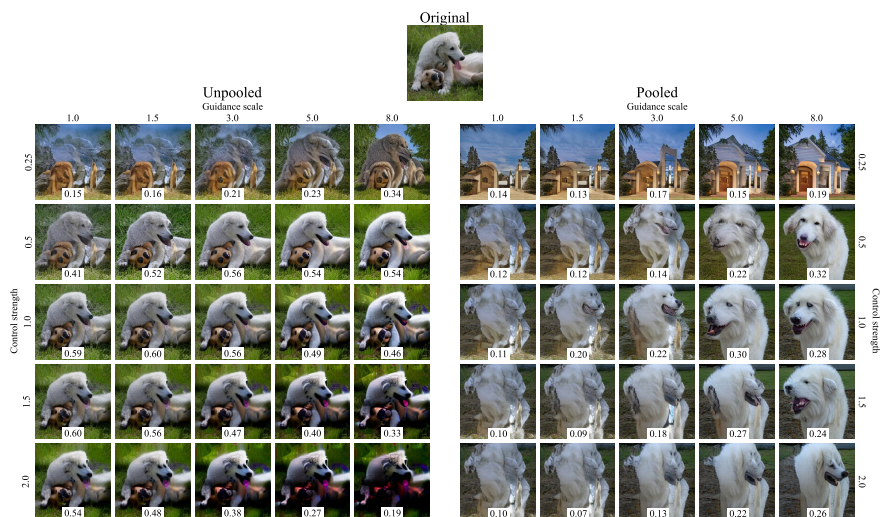 Original
Unpooled
Guidance scale
1.0 1.5 3.0 5.0 8.0
Pooled
Guidance scale
1.0 1.5 3.0 5.0 8.0
Control strength
0.25
0.15 0.16 0.21 0.23 0.34
0.5
0.41 0.52 0.56 0.54 0.54
1.0
0.59 0.60 0.56 0.49 0.46
1.5
0.60 0.56 0.47 0.40 0.33
2.0
0.54 0.48 0.38 0.27 0.19
0.14 0.13 0.17 0.15 0.19
0.25
0.12 0.12 0.14 0.22 0.32
0.5
0.11 0.20 0.22 0.30 0.28
1.0
0.10 0.09 0.18 0.27 0.24
1.5
0.10 0.07 0.13 0.22 0.26
2.0
Control strength